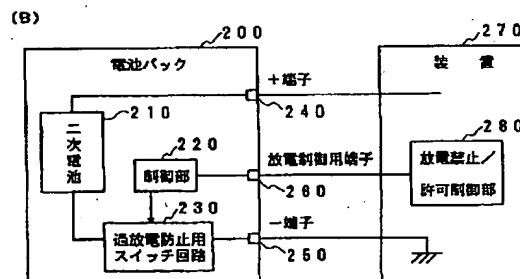 (B)
200
270
電池パック
+端子
装 置
210
240
二次電池
220
放電制御用端子
280
制御部
放電禁止/
許可制御部
230
260
−端子
過放電防止用
スイッチ回路
250